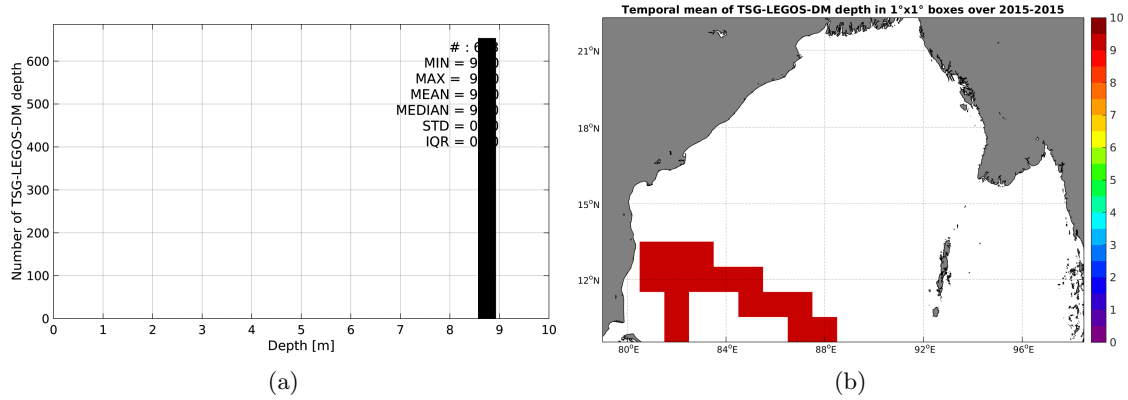 Number of TSG-LEGOS-DM depth
600
500
400
300
200
100
0
# :
MIN =
MAX =
MEAN =
MEDIAN =
STD =
IQR =
0 1 2 3 4 5 6 7 8 9 10
Depth [m]
(a)
Temporal mean of TSG-LEGOS-DM depth in 1°x1° boxes over 2015-2015
21°N
18°N
15°N
12°N
80°E 84°E 88°E 92°E 96°E
10
9
8
7
6
5
4
3
2
1
0
(b)